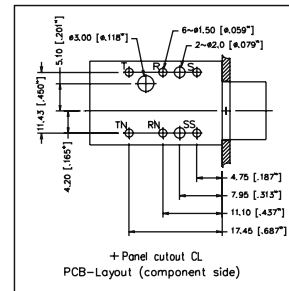 ø3.00 [ø.118"]
6-ø1.50 [ø.059"]
2-ø2.0 [ø.079"]
5.10 [.201"]
11.43 [.450"]
4.20 [.165"]
T R S
TN RN SS
4.75 [.187"]
7.95 [.313"]
11.10 [.437"]
17.45 [.687"]
+ Panel cutout CL
PCB-Layout (component side)